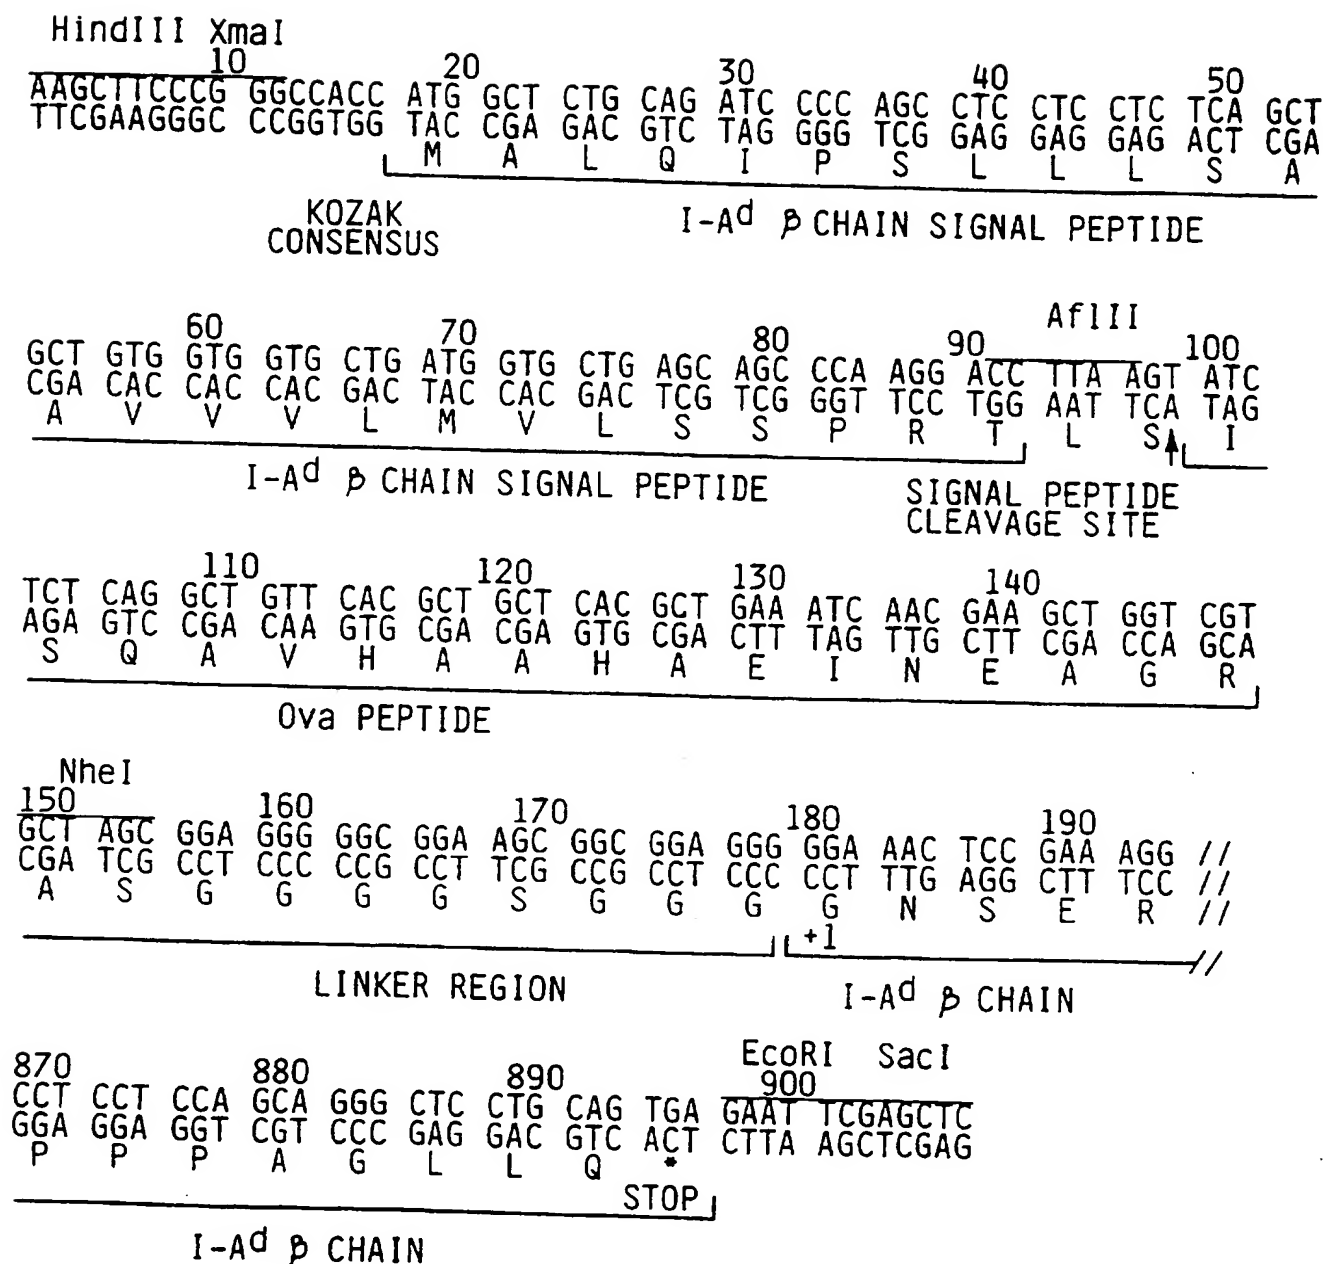 HindIII XmaI
10 20 30 40 50
AAGCTTCCCG GGCCACC ATG GCT CTG CAG ATC CCC AGC CTC CTC CTC TCA GCT
TTCGAAGGGC CCGGTGG TAC CGA GAC GTC TAG GGG TCG GAG GAG GAG ACT CGA
M A L Q I P S L L L S A
KOZAK
CONSENSUS
I-Ad β CHAIN SIGNAL PEPTIDE
AflII
60 70 80 90 100
GCT GTG GTG GTG CTG ATG GTG CTG AGC AGC CCA AGG ACC TTA AGT ATC
CGA CAC CAC CAC GAC TAC CAC GAC TCG TCG GGT TCC TGG AAT TCA TAG
A V V V L M V L S S P R T L S I
I-Ad β CHAIN SIGNAL PEPTIDE
SIGNAL PEPTIDE
CLEAVAGE SITE
110 120 130 140
TCT CAG GCT GTT CAC GCT GCT CAC GCT GAA ATC AAC GAA GCT GGT CGT
AGA GTC CGA CAA GTG CGA CGA GTG CGA CTT TAG TTG CTT CGA CCA GCA
S Q A V H A A H A E I N E A G R
Ova PEPTIDE
NheI
150 160 170 180 190
GCT AGC GGA GGG GGC GGA AGC GGC GGA GGG GGA AAC TCC GAA AGG //
CGA TCG CCT CCC CCG CCT TCG CCG CCT CCC CCT TTG AGG CTT TCC //
A S G G G G S G G G G N S E R //
+1
LINKER REGION
I-Ad β CHAIN
EcoRI SacI
870 880 890 900
CCT CCT CCA GCA GGG CTC CTG CAG TGA GAAT TCGAGCTC
GGA GGA GGT CGT CCC GAG GAC GTC ACT CTTA AGCTCGAG
P P P A G L L Q *
STOP
I-Ad β CHAIN